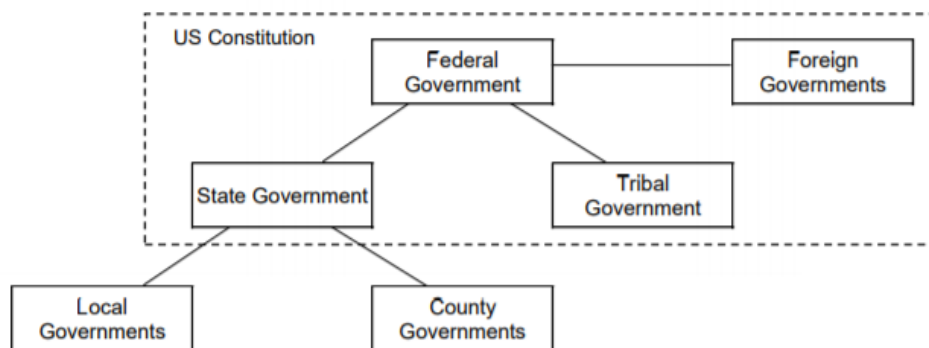 US Constitution
Federal
Government
Foreign
Governments
State Government
Tribal
Government
Local
Governments
County
Governments